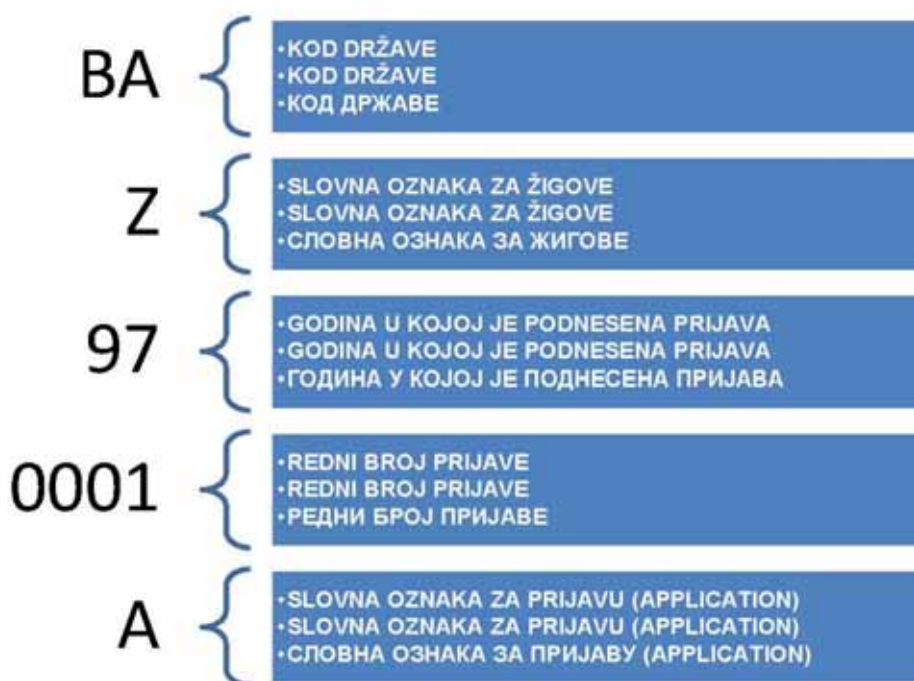 BA
•KOD DRŽAVE
•KOD DRŽAVE
•КОД ДРЖАВЕ
Z
•SLOVNA OZNAKA ZA ŽIGOVE
•SLOVNA OZNAKA ZA ŽIGOVE
•СЛОВНА ОЗНАКА ЗА ЖИГОВЕ
97
•GODINA U KOJOJ JE PODNESENA PRIJAVA
•GODINA U KOJOJ JE PODNESENA PRIJAVA
•ГОДИНА У КОЈОЈ ЈЕ ПОДНЕСЕНА ПРИЈАВА
0001
•REDNI BROJ PRIJAVE
•REDNI BROJ PRIJAVE
•РЕДНИ БРОЈ ПРИЈАВЕ
A
•SLOVNA OZNAKA ZA PRIJAVU (APPLICATION)
•SLOVNA OZNAKA ZA PRIJAVU (APPLICATION)
•СЛОВНА ОЗНАКА ЗА ПРИЈАВУ (APPLICATION)